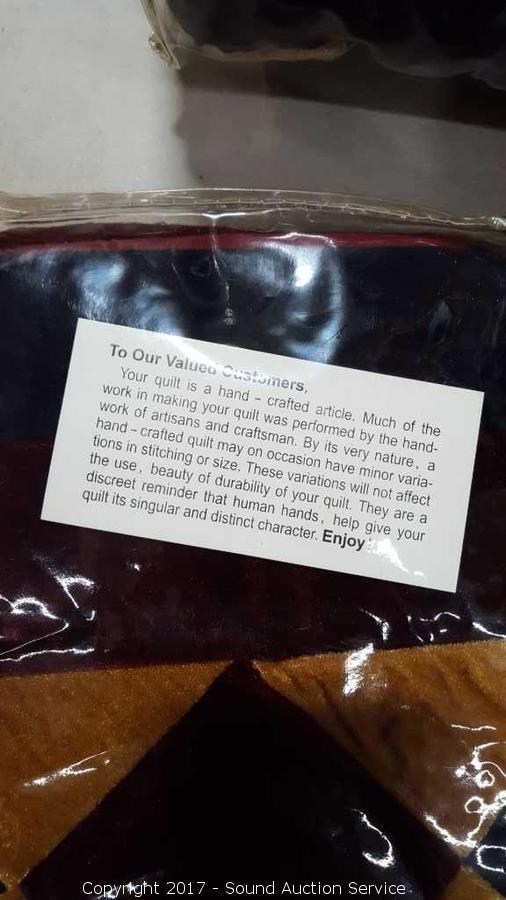 To Our Valued Customers,
Your quilt is a hand – crafted article. Much of the
work in making your quilt was performed by the hand-
work of artisans and craftsman. By its very nature, a
hand – crafted quilt may on occasion have minor varia-
tions in stitching or size. These variations will not affect
the use, beauty of durability of your quilt. They are a
discreet reminder that human hands, help give your
quilt its singular and distinct character. Enjoy
Copyright 2017 - Sound Auction Service